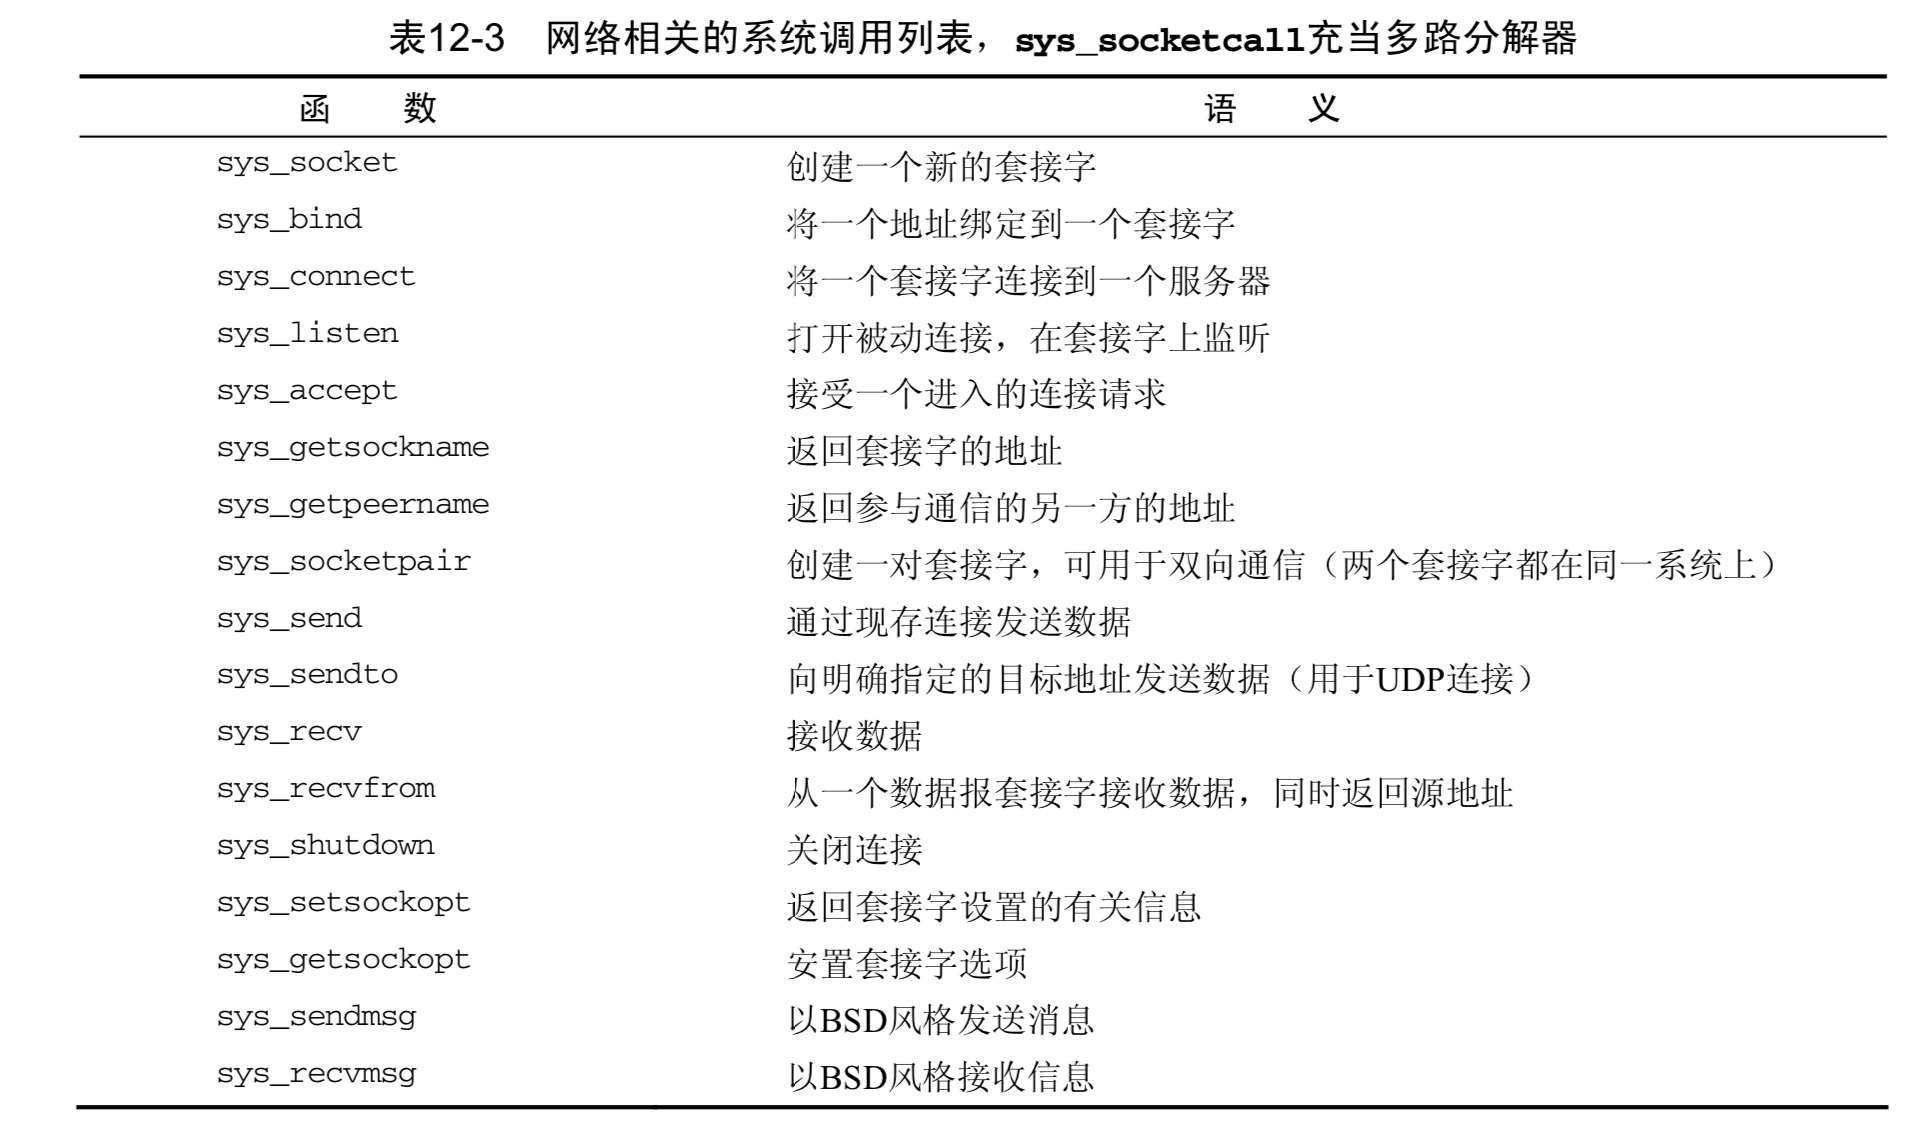 表12-3 网络相关的系统调用列表，sys_socketcall充当多路分解器
函 数 语 义
sys_socket 创建一个新的套接字
sys_bind 将一个地址绑定到一个套接字
sys_connect 将一个套接字连接到一个服务器
sys_listen 打开被动连接，在套接字上监听
sys_accept 接受一个进入的连接请求
sys_getsockname 返回套接字的地址
sys_getpeername 返回参与通信的另一方的地址
sys_socketpair 创建一对套接字，可用于双向通信（两个套接字都在同一系统上）
sys_send 通过现存连接发送数据
sys_sendto 向明确指定的目标地址发送数据（用于UDP连接）
sys_recv 接收数据
sys_recvfrom 从一个数据报套接字接收数据，同时返回源地址
sys_shutdown 关闭连接
sys_setsockopt 返回套接字设置的有关信息
sys_getsockopt 安置套接字选项
sys_sendmsg 以BSD风格发送消息
sys_recvmsg 以BSD风格接收信息